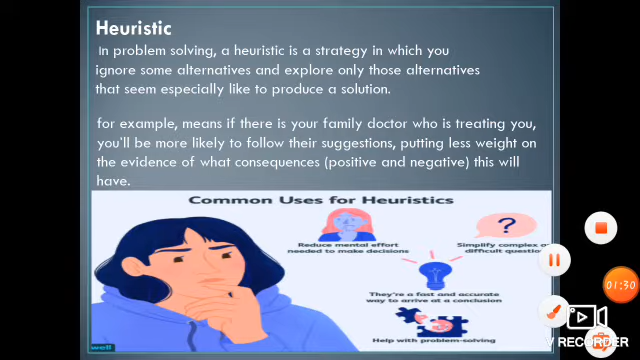 Heuristic
In problem solving, a heuristic is a strategy in which you
ignore some alternatives and explore only those alternatives
that seem especially like to produce a solution.
for example, means if there is your family doctor who is treating you,
you'll be more likely to follow their suggestions, putting less weight on
the evidence of what consequences (positive and negative) this will
have.
Common Uses for Heuristics
Reduce mental effort
needed to make decisions
Simplify complex
difficult
They're a fast and accurate
way to arrive at a conclusion
Help with problem-solving
well
01:30
V RECORDER